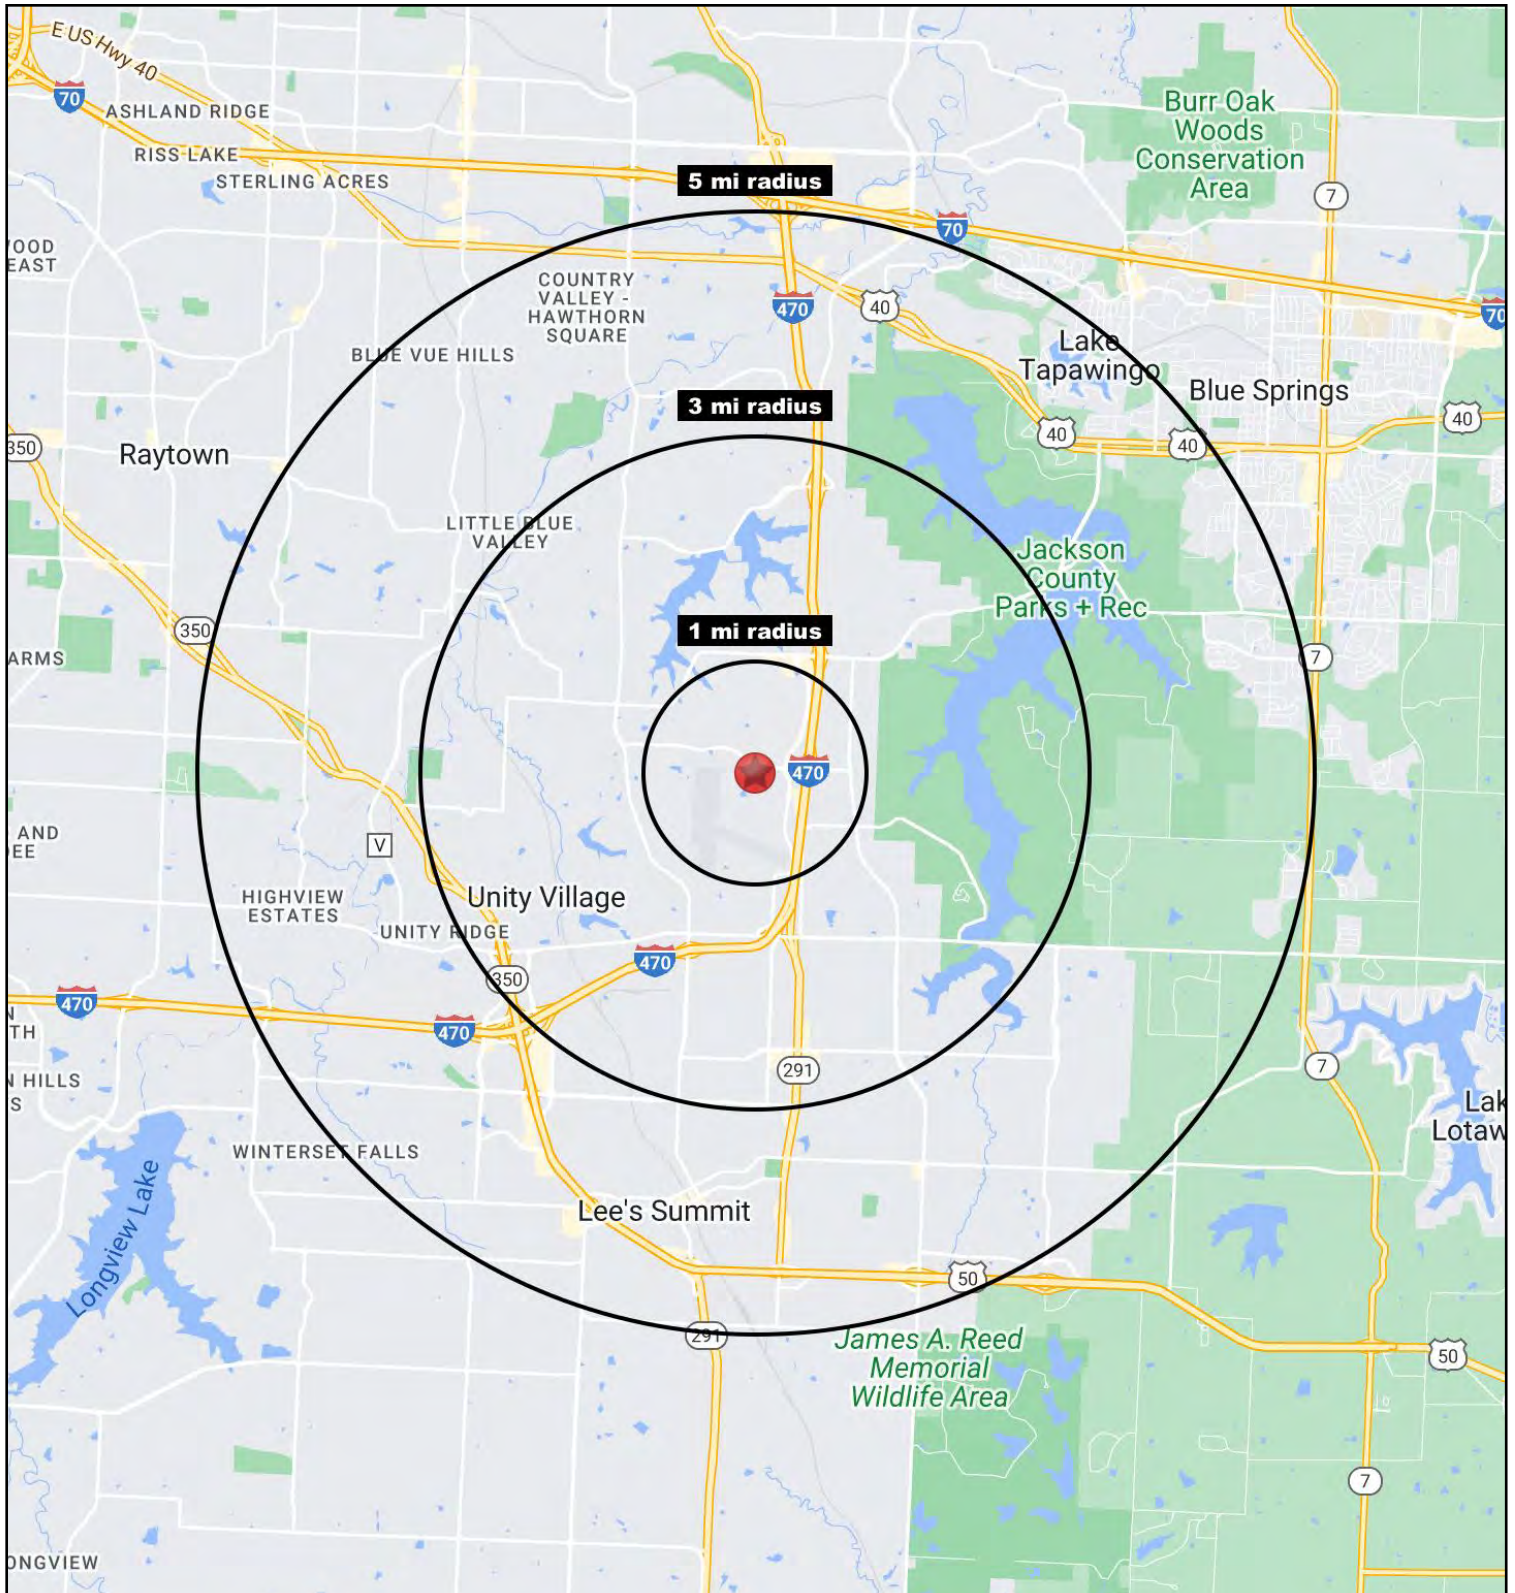 E US Hwy 40
70
ASHLAND RIDGE
RISS LAKE
STERLING ACRES
Burr Oak
Woods
Conservation
Area
7
5 mi radius
70
COUNTRY
VALLEY -
HAWTHORN
SQUARE
470
40
70
BLUE VUE HILLS
Lake
Tapawingo
Blue Springs
3 mi radius
40
40
40
350
Raytown
LITTLE BLUE
VALLEY
Jackson
County
Parks + Rec
350
1 mi radius
7
ARMS
470
AND
V
HIGHVIEW
ESTATES
Unity Village
UNITY RIDGE
470
350
470
470
TH
HILLS
S
291
7
Lak
Lotaw
WINTERSET FALLS
Longview Lake
Lee's Summit
50
291
James A. Reed
Memorial
Wildlife Area
50
7
ONGVIEW
OOD
EAST